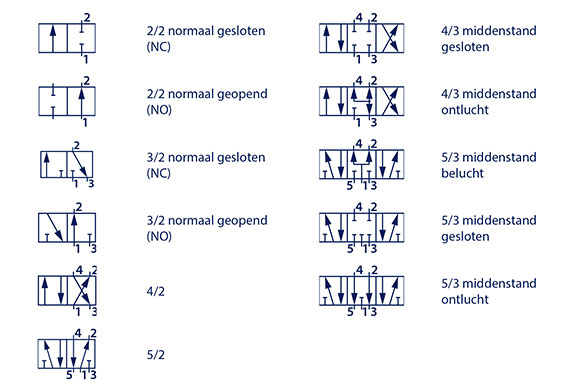 2
1
2/2 normaal gesloten
(NC)
2
1
2/2 normaal geopend
(NO)
2
1 3
3/2 normaal gesloten
(NC)
2
1 3
3/2 normaal geopend
(NO)
4 2
1 3
4/2
4 2
5 1 3
5/2
4 2
1 3
4/3 middenstand
gesloten
4 2
1 3
4/3 middenstand
ontlucht
4 2
5 1 3
5/3 middenstand
belucht
4 2
5 1 3
5/3 middenstand
gesloten
4 2
5 1 3
5/3 middenstand
ontlucht